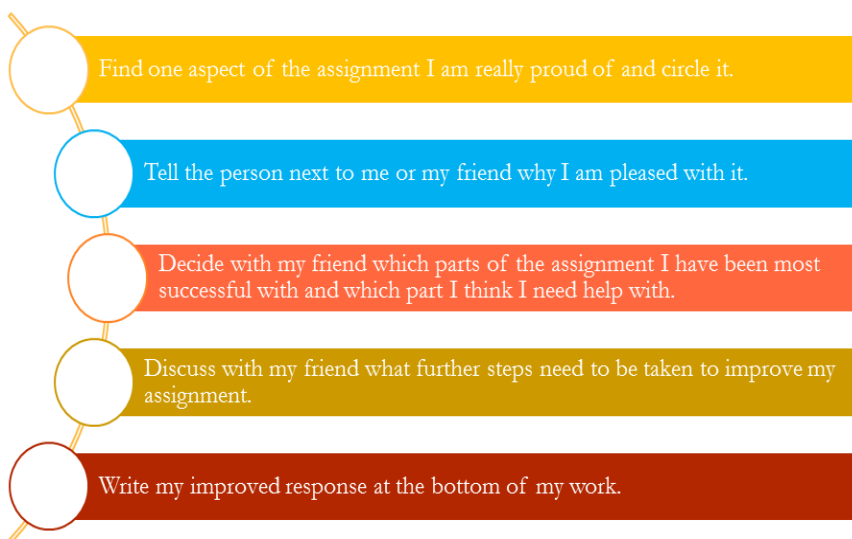 Find one aspect of the assignment I am really proud of and circle it.
Tell the person next to me or my friend why I am pleased with it.
Decide with my friend which parts of the assignment I have been most
successful with and which part I think I need help with.
Discuss with my friend what further steps need to be taken to improve my
assignment.
Write my improved response at the bottom of my work.